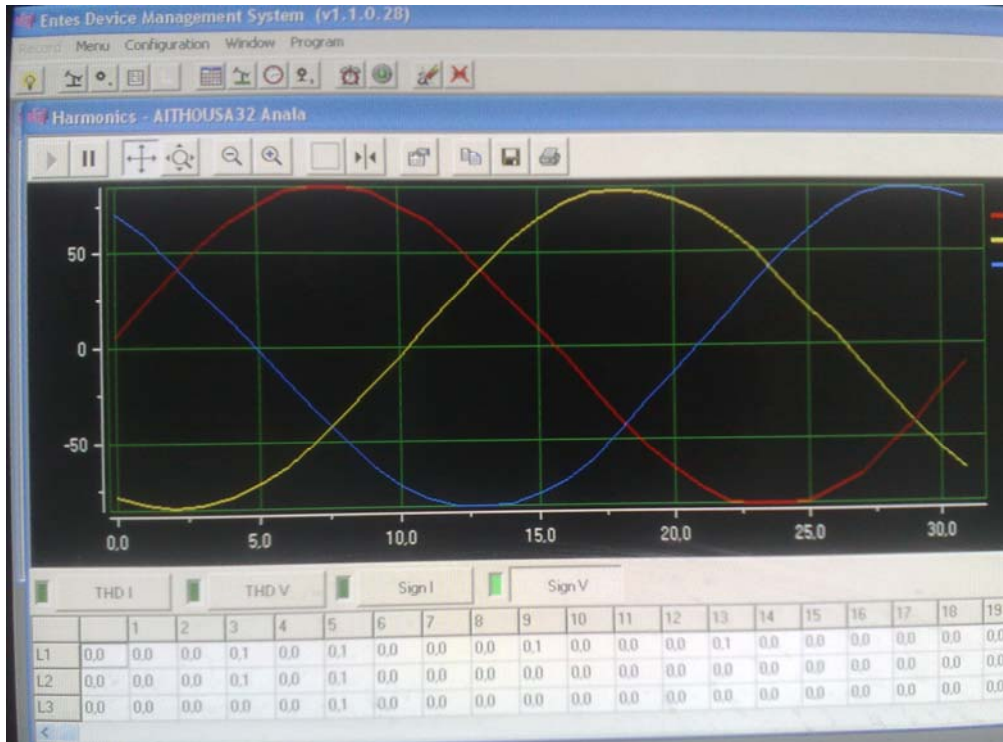 Entes Device Management System (v1.1.0.28)
Record Menu Configuration Window Program
Harmonics - AITHOUSA32 Anala
50
0
-50
0,0 5,0 10,0 15,0 20,0 25,0 30,0
THD I THD V Sign I Sign V
1 2 3 4 5 6 7 8 9 10 11 12 13 14 15 16 17 18 19
L1 0,0 0,0 0,0 0,1 0,0 0,1 0,0 0,0 0,0 0,1 0,0 0,0 0,0 0,1 0,0 0,0 0,0 0,0 0,0 0,0
L2 0,0 0,0 0,0 0,1 0,0 0,1 0,0 0,0 0,0 0,0 0,0 0,0 0,0 0,0 0,0 0,0 0,0 0,0 0,0 0,0
L3 0,0 0,0 0,0 0,0 0,0 0,1 0,0 0,0 0,0 0,0 0,0 0,0 0,0 0,0 0,0 0,0 0,0 0,0 0,0 0,0